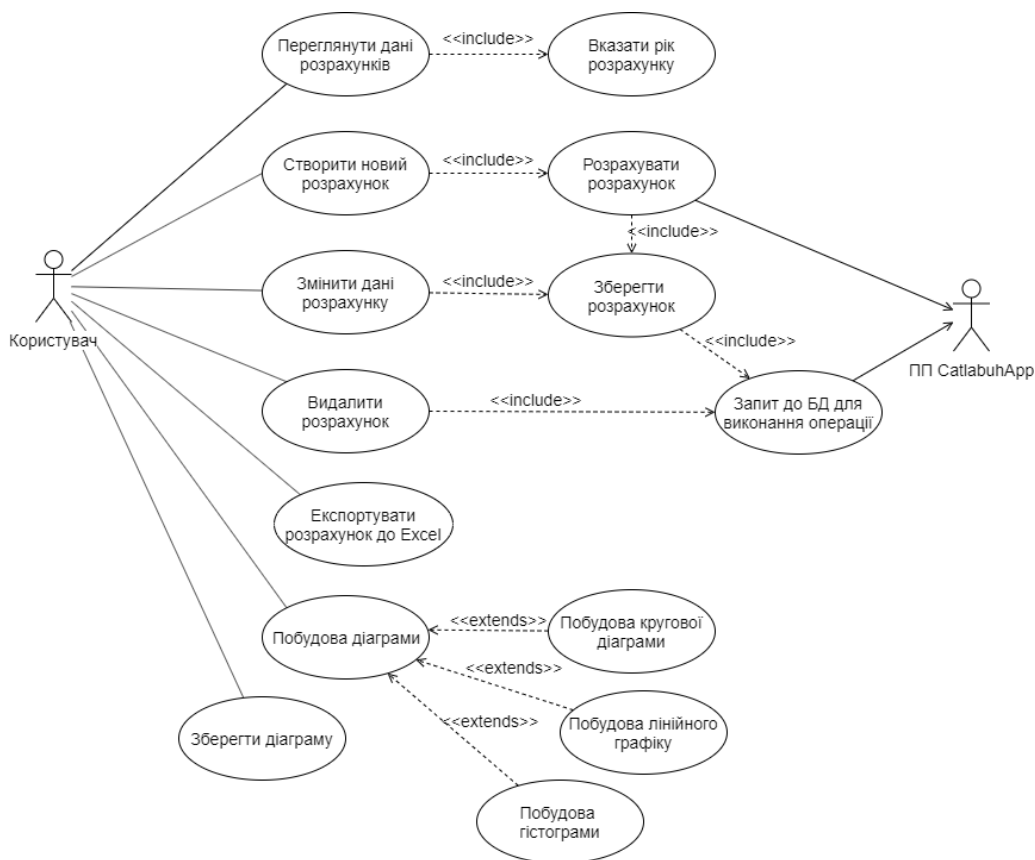 Переглянути дані
розрахунків
<<include>>
Вказати рік
розрахунку
Створити новий
розрахунок
<<include>>
Розрахувати
розрахунок
<<include>>
Змінити дані
розрахунку
<<include>>
Зберегти
розрахунок
Користувач
<<include>>
ПП CatlabuhApp
Видалити
розрахунок
<<include>>
Запит до БД для
виконання операції
Експортувати
розрахунок до Excel
Побудова діаграми
<<extends>>
Побудова кругової
діаграми
<<extends>>
<<extends>>
Побудова лінійного
графіку
Зберегти діаграму
Побудова
гістограми